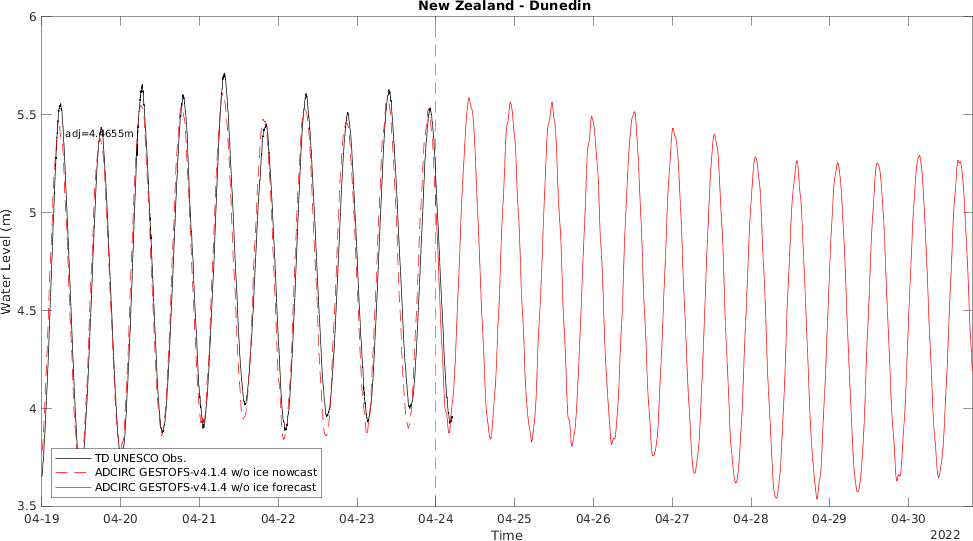 New Zealand - Dunedin
6
5.5
5
4.5
4
3.5
Water Level (m)
adj=4.4655m
TD UNESCO Obs.
ADCIRC GESTOFS-v4.1.4 w/o ice nowcast
ADCIRC GESTOFS-v4.1.4 w/o ice forecast
04-19 04-20 04-21 04-22 04-23 04-24 04-25 04-26 04-27 04-28 04-29 04-30
Time
2022